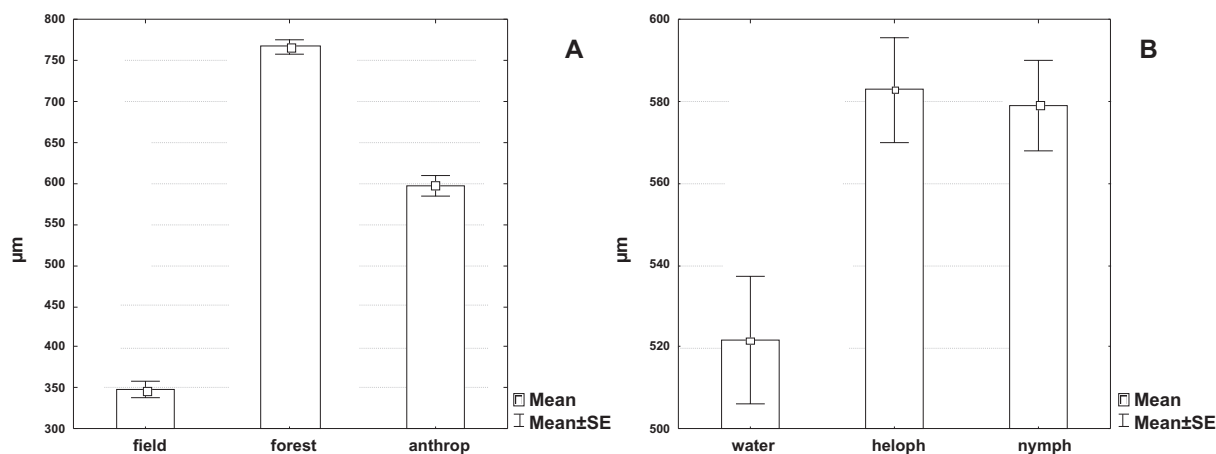 A
µm
800
750
700
650
600
550
500
450
400
350
300
field forest anthrop
Mean
Mean±SE
B
µm
600
580
560
540
520
500
water heloph nymph
Mean
Mean±SE